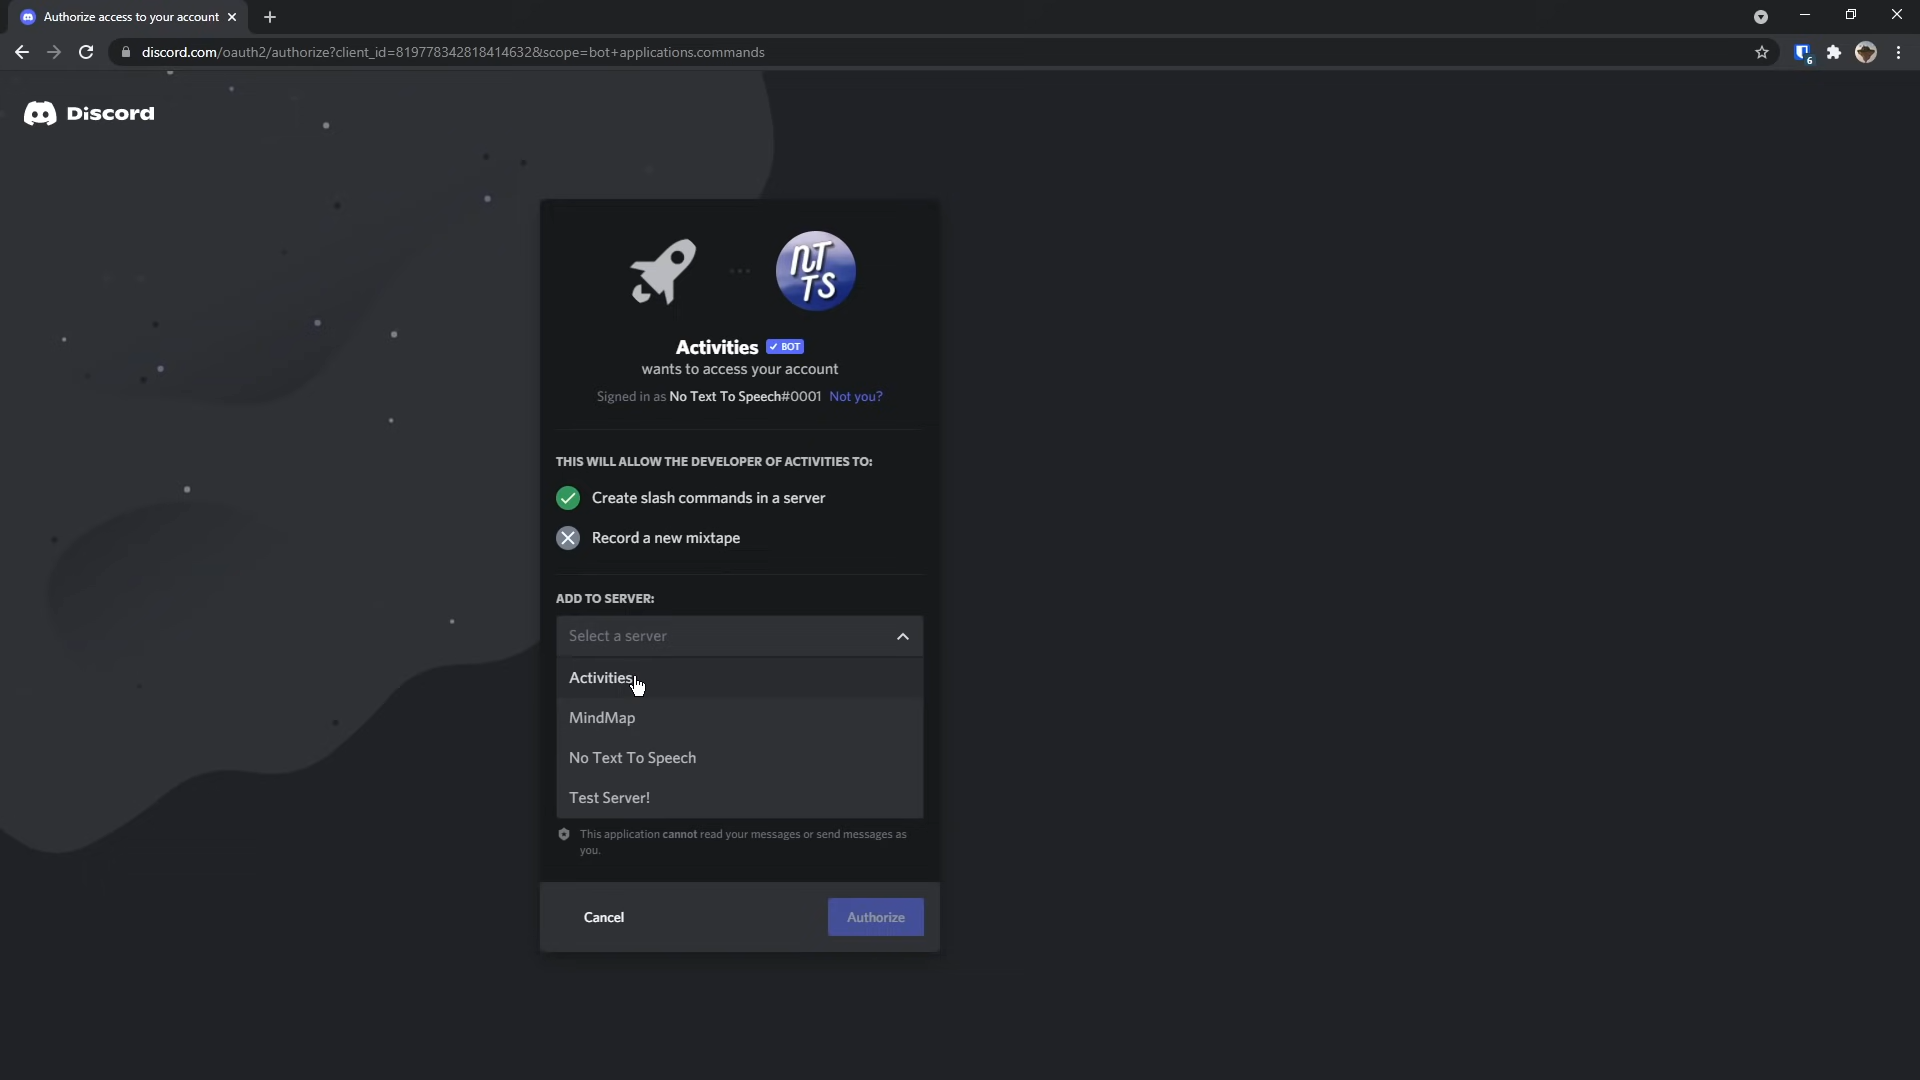 Authorize access to your account
discord.com/oauth2/authorize?client_id=819778342818414632&scope=bot+applications.commands
6
Discord
NT
TS
Activities ✓ BOT
wants to access your account
Signed in as No Text To Speech#0001 Not you?
THIS WILL ALLOW THE DEVELOPER OF ACTIVITIES TO:
Create slash commands in a server
Record a new mixtape
ADD TO SERVER:
Select a server
Activities
MindMap
No Text To Speech
Test Server!
This application cannot read your messages or send messages as
you.
Cancel
Authorize